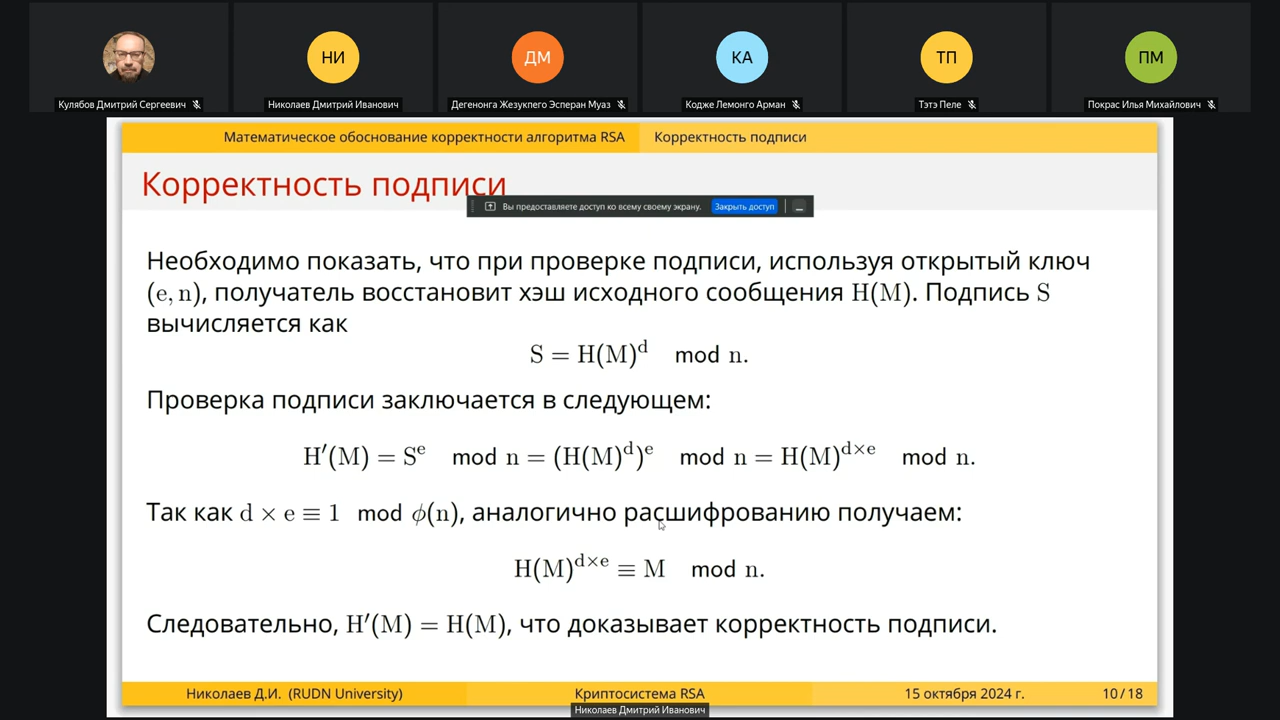 НИ
ДМ
КА
ТП
ПМ
Кулябов Дмитрий Сергеевич
Николаев Дмитрий Иванович
Дегенонга Жезукпего Эсперан Муаз
Кодже Лемонго Арман
Тэтэ Пеле
Покрас Илья Михайлович
Математическое обоснование корректности алгоритма RSA
Корректность подписи
Корректность подписи
Вы предоставляете доступ ко всему своему экрану.
Закрыть доступ
Необходимо показать, что при проверке подписи, используя открытый ключ
(e, n), получатель восстановит хэш исходного сообщения H(M). Подпись S
вычисляется как
S = H(M)^d mod n.
Проверка подписи заключается в следующем:
H′(M) = S^e mod n = (H(M)^d)^e mod n = H(M)^{d×e} mod n.
Так как d × e ≡ 1 mod ϕ(n), аналогично расшифрованию получаем:
H(M)^{d×e} ≡ M mod n.
Следовательно, H′(M) = H(M), что доказывает корректность подписи.
Николаев Д.И. (RUDN University)
Криптосистема RSA
15 октября 2024 г.
10 / 18
Николаев Дмитрий Иванович